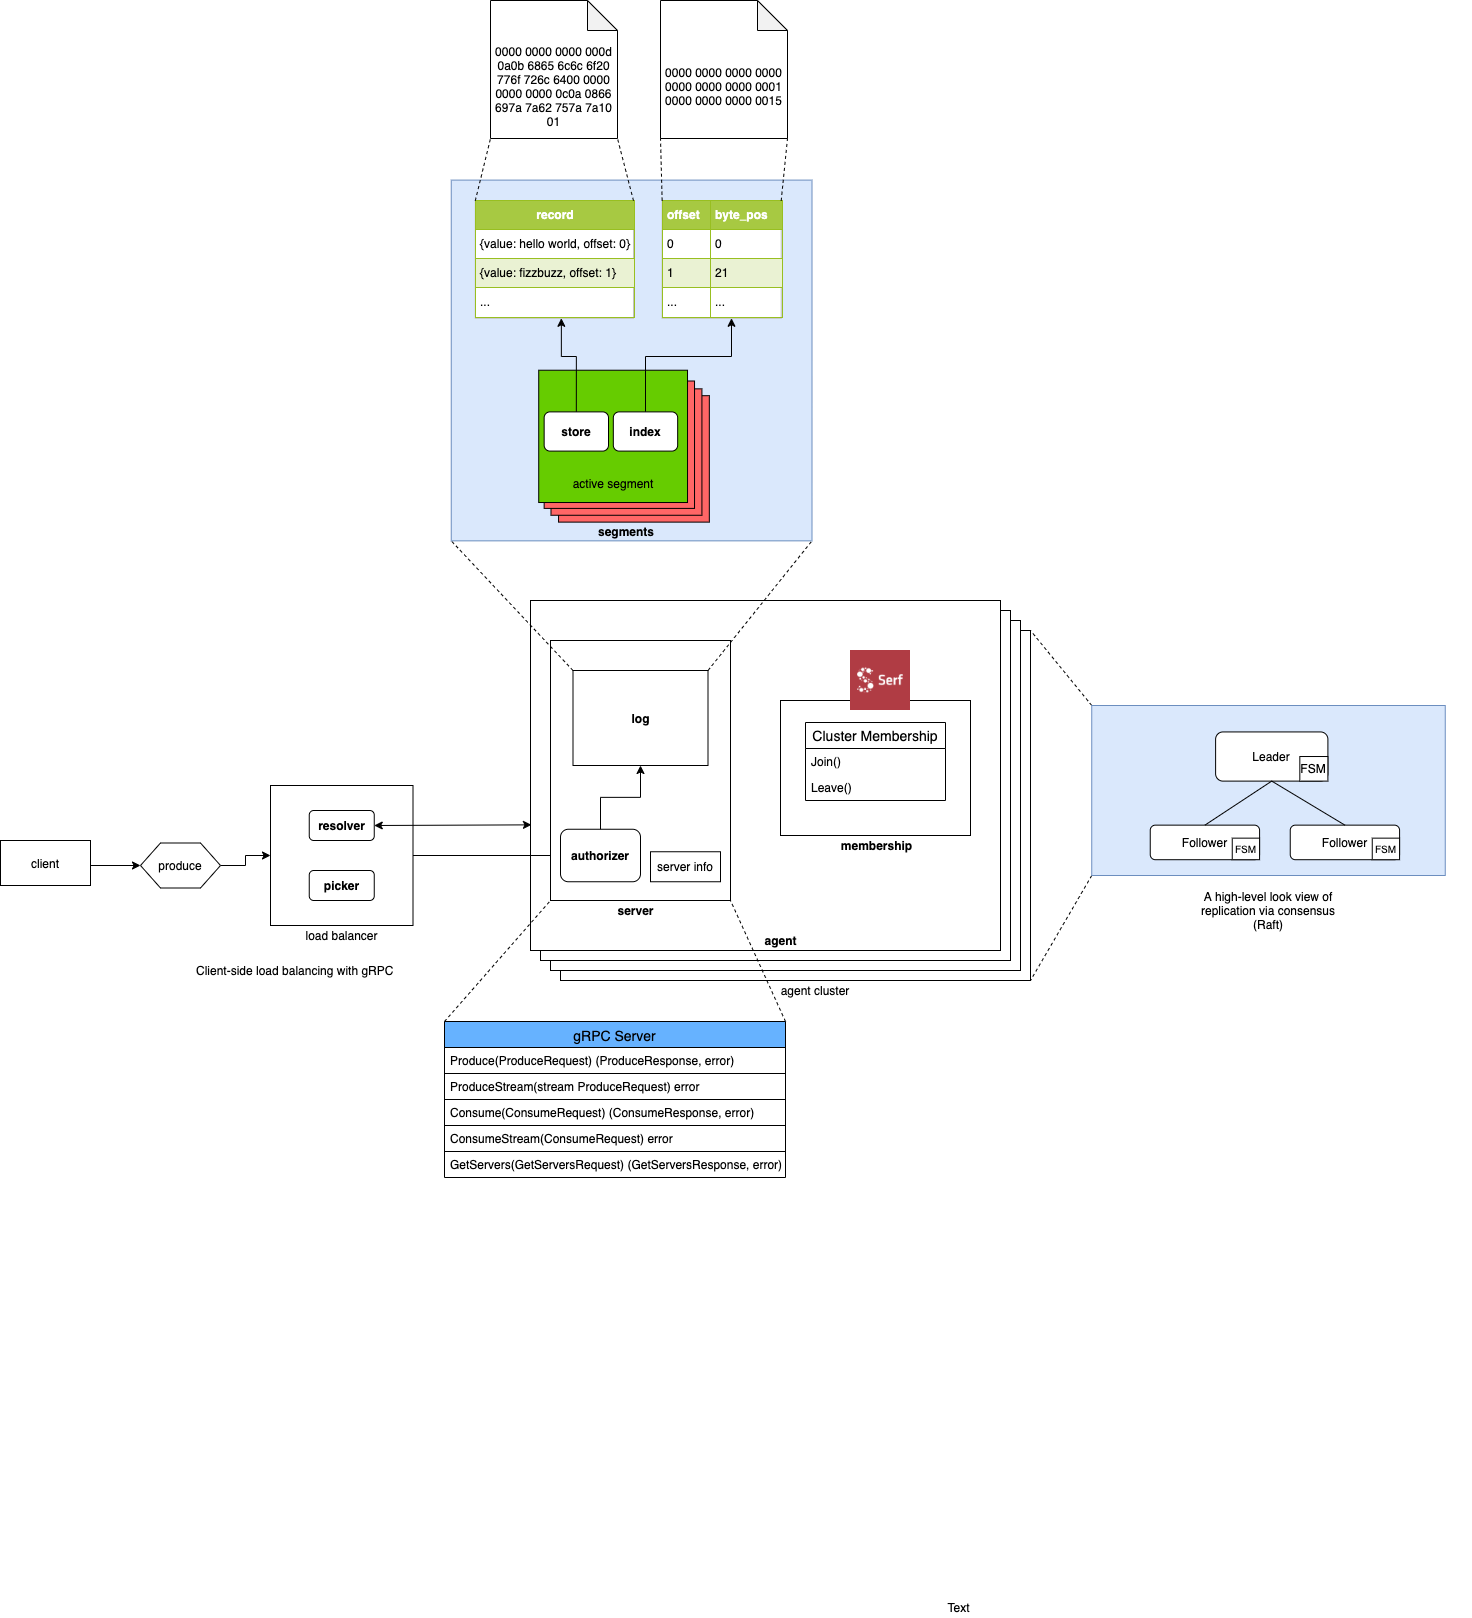 0000 0000 0000 000d
0a0b 6865 6c6c 6f20
776f 726c 6400 0000
0000 0000 0c0a 0866
697a 7a62 757a 7a10
01
0000 0000 0000 0000
0000 0000 0000 0001
0000 0000 0000 0015
record
{value: hello world, offset: 0}
{value: fizzbuzz, offset: 1}
...
offset byte_pos
0 0
1 21
... ...
store
index
active segment
segments
log
authorizer
server info
server
Serf
Cluster Membership
Join()
Leave()
membership
agent
agent cluster
client
produce
resolver
picker
load balancer
Client-side load balancing with gRPC
Leader
FSM
Follower
FSM
Follower
FSM
A high-level look view of
replication via consensus
(Raft)
gRPC Server
Produce(ProduceRequest) (ProduceResponse, error)
ProduceStream(stream ProduceRequest) error
Consume(ConsumeRequest) (ConsumeResponse, error)
ConsumeStream(ConsumeRequest) error
GetServers(GetServersRequest) (GetServersResponse, error)
Text